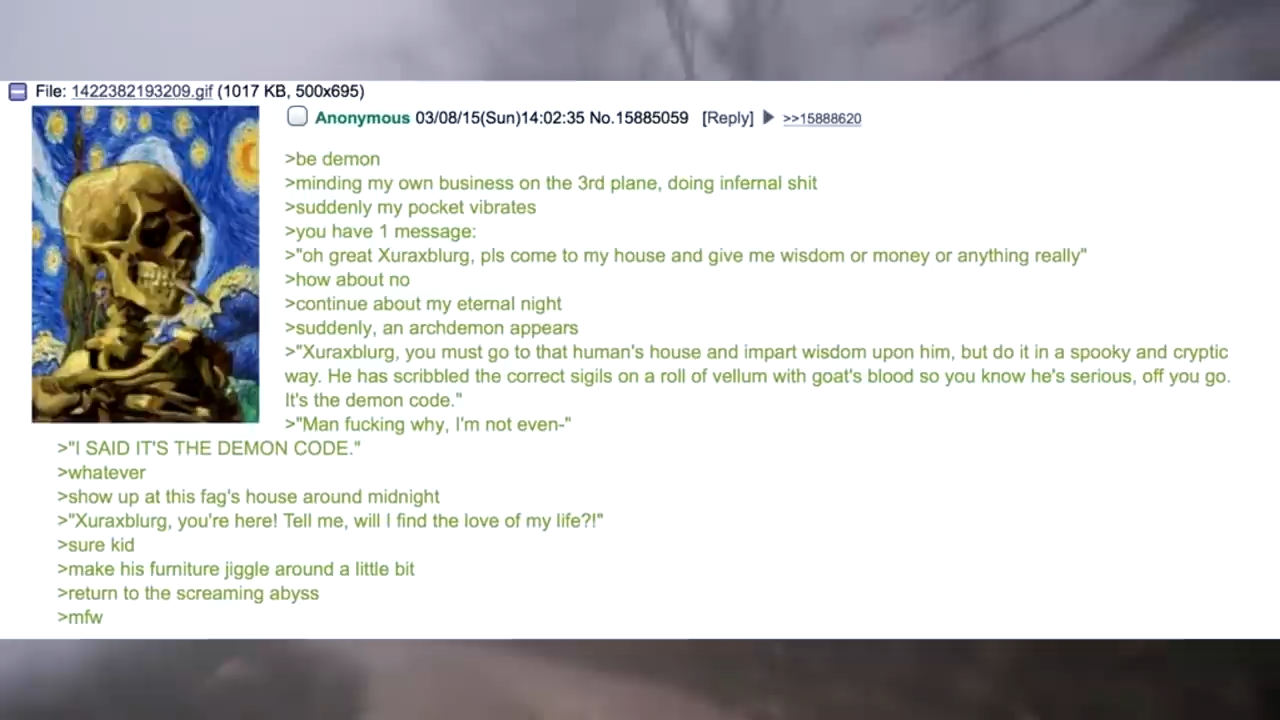 File: 1422382193209.gif (1017 KB, 500x695)
Anonymous 03/08/15(Sun)14:02:35 No.15885059 [Reply] ▶ >>15888620
>be demon
>minding my own business on the 3rd plane, doing infernal shit
>suddenly my pocket vibrates
>you have 1 message:
>"oh great Xuraxblurg, pls come to my house and give me wisdom or money or anything really"
>how about no
>continue about my eternal night
>suddenly, an archdemon appears
>"Xuraxblurg, you must go to that human's house and impart wisdom upon him, but do it in a spooky and cryptic
way. He has scribbled the correct sigils on a roll of vellum with goat's blood so you know he's serious, off you go.
It's the demon code."
>"Man fucking why, I'm not even-"
>"I SAID IT'S THE DEMON CODE."
>whatever
>show up at this fag's house around midnight
>"Xuraxblurg, you're here! Tell me, will I find the love of my life?!"
>sure kid
>make his furniture jiggle around a little bit
>return to the screaming abyss
>mfw